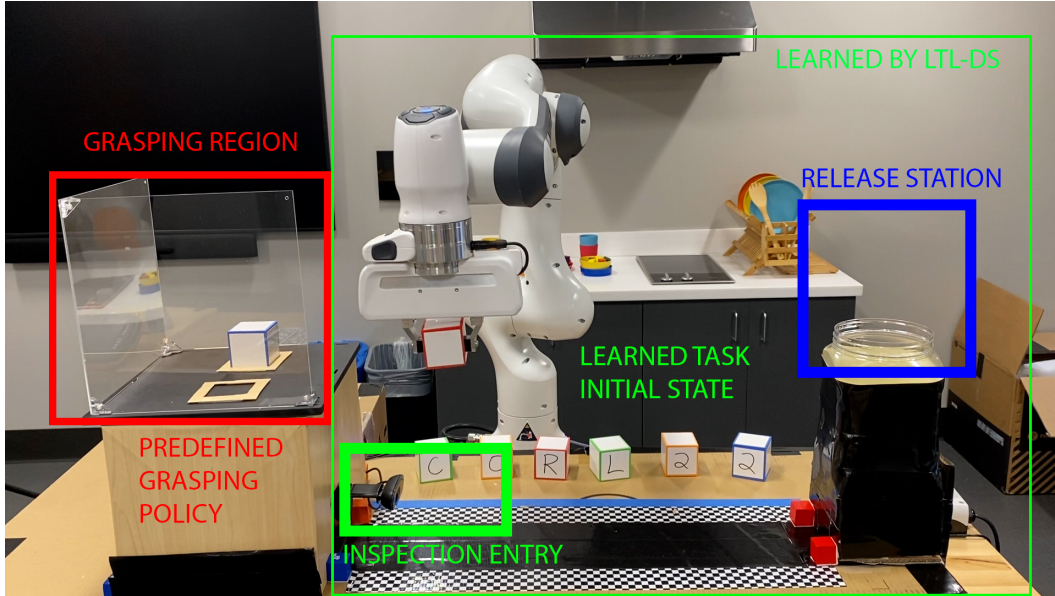 LEARNED BY LTL-DS
GRASPING REGION
RELEASE STATION
LEARNED TASK
INITIAL STATE
PREDEFINED
GRASPING
POLICY
C O R L 2 2
INSPECTION ENTRY